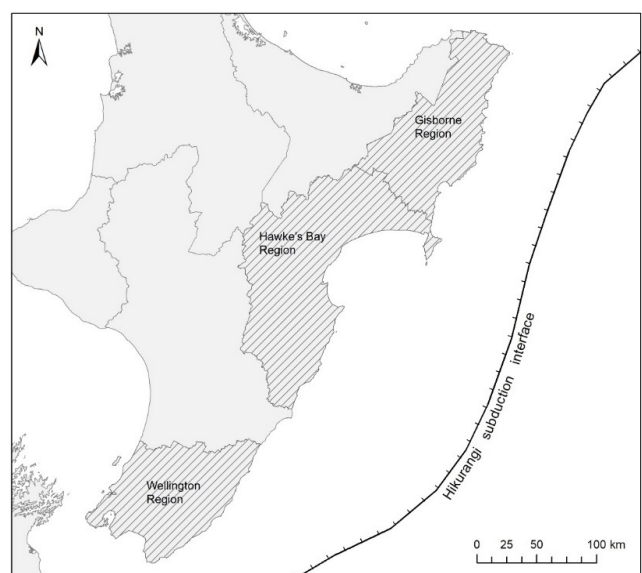 N
Gisborne
Region
Hawke's Bay
Region
Hikurangi subduction interface
Wellington
Region
0 25 50 100 km